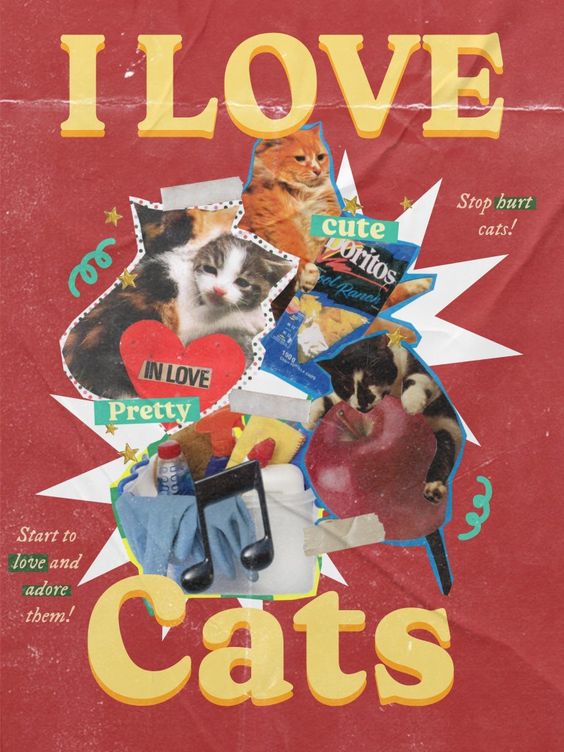 I LOVE
Stop hurt
cats!
cute
Doritos
Cool Ranch
IN LOVE
Pretty
Start to
love and
adore
them!
Cats